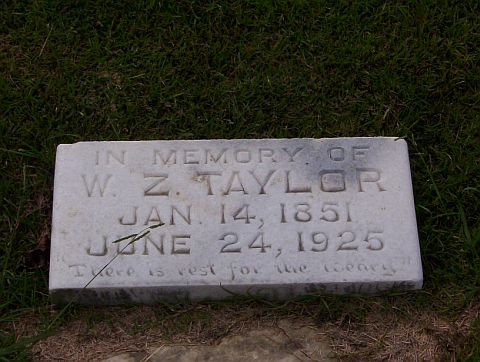 IN MEMORY OF
W. Z. TAYLOR
JAN. 14, 1851
JUNE 24, 1925
"There is rest for the weary"